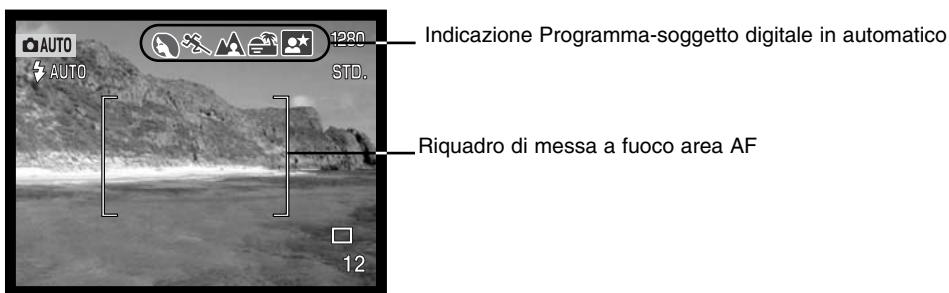 AUTO 1280 Indicazione Programma-soggetto digitale in automatico
AUTO STD.
Riquadro di messa a fuoco area AF
12